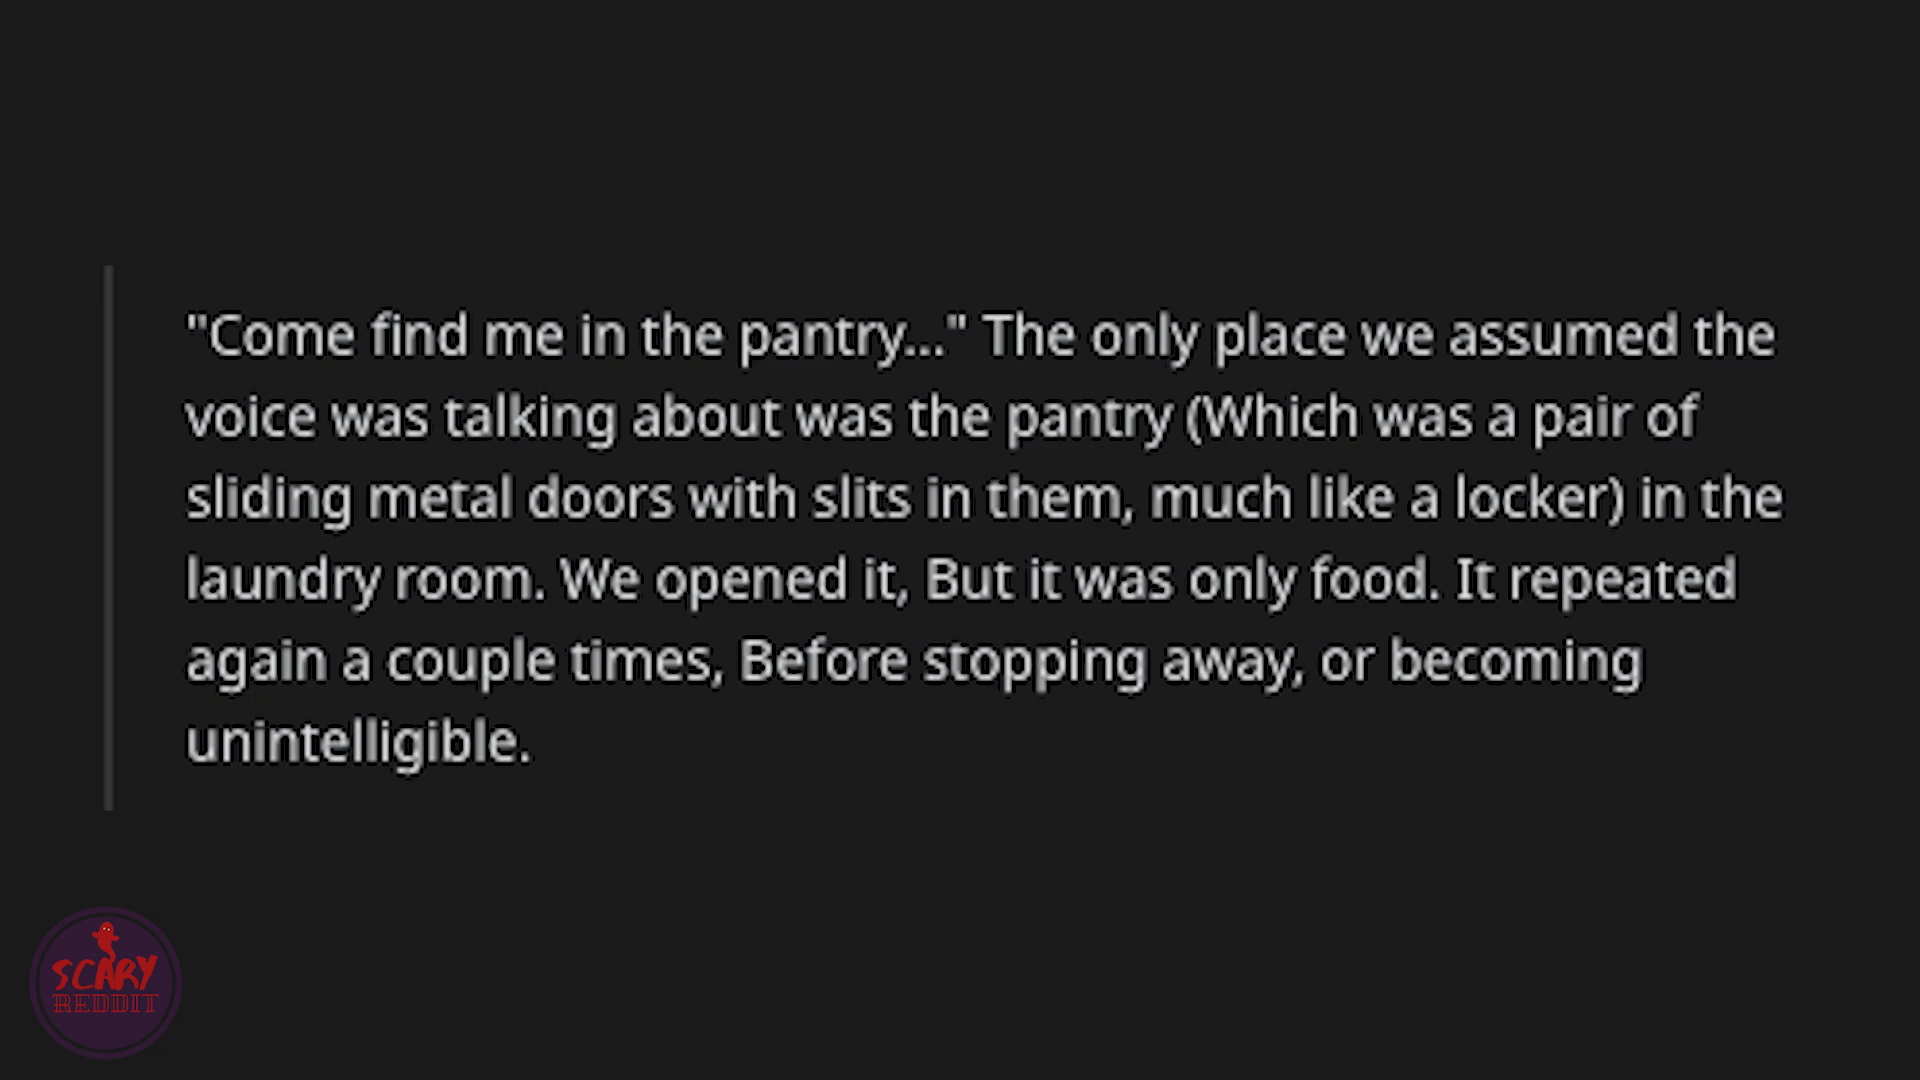 "Come find me in the pantry..." The only place we assumed the
voice was talking about was the pantry (Which was a pair of
sliding metal doors with slits in them, much like a locker) in the
laundry room. We opened it, But it was only food. It repeated
again a couple times, Before stopping away, or becoming
unintelligible.
SCARY
REDDIT